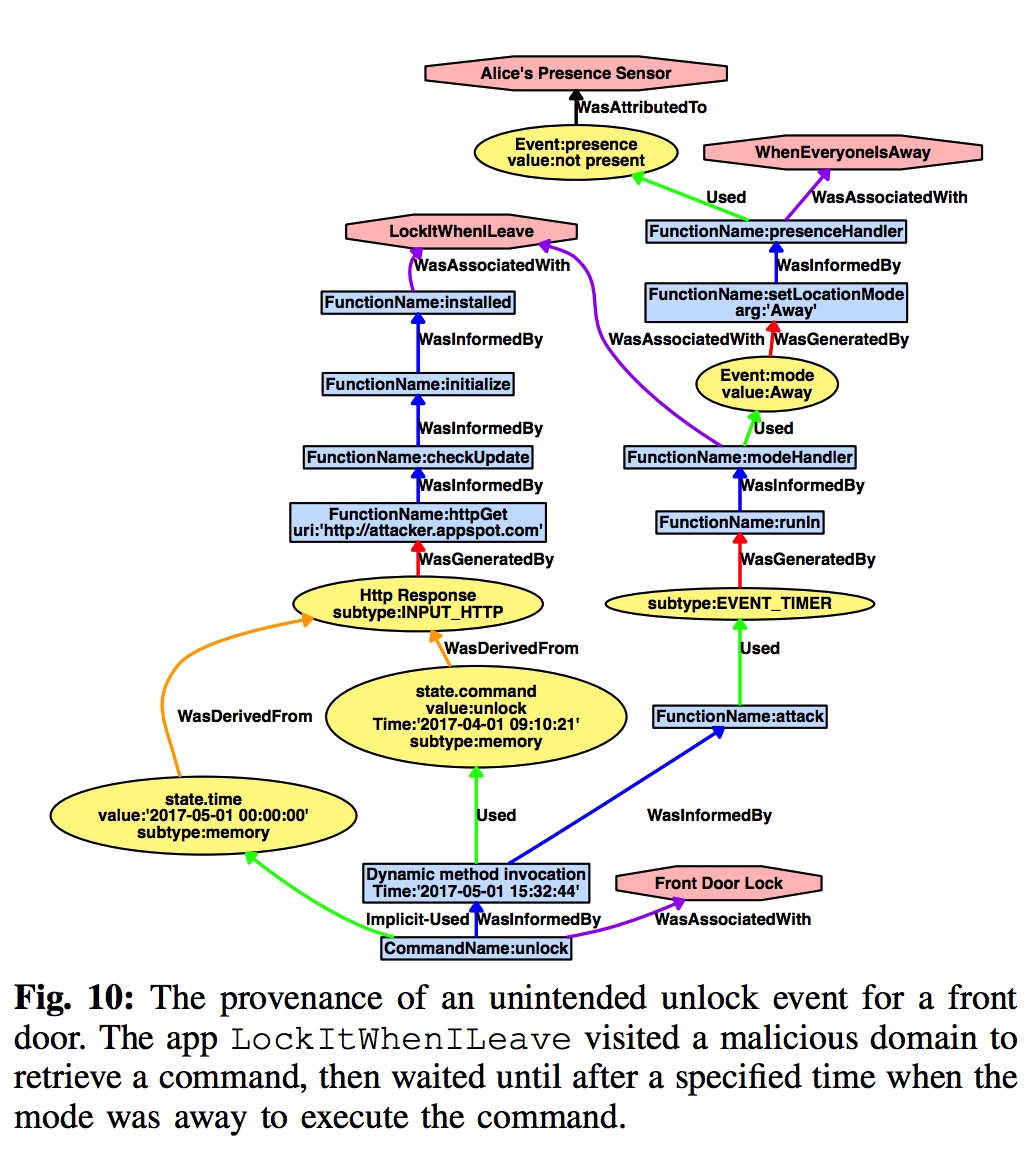 Alice's Presence Sensor
WasAttributedTo
Event:presence
value:not present
WhenEveryoneIsAway
Used
WasAssociatedWith
LockItWhenILeave
FunctionName:presenceHandler
WasAssociatedWith
WasInformedBy
FunctionName:installed
FunctionName:setLocationMode
arg:'Away'
WasInformedBy
WasAssociatedWith
WasGeneratedBy
FunctionName:initialize
Event:mode
value:Away
WasInformedBy
Used
FunctionName:checkUpdate
FunctionName:modeHandler
WasInformedBy
WasInformedBy
FunctionName:httpGet
uri:'http://attacker.appspot.com'
FunctionName:runIn
WasGeneratedBy
WasGeneratedBy
Http Response
subtype:INPUT_HTTP
subtype:EVENT_TIMER
WasDerivedFrom
Used
state.command
value:unlock
Time:'2017-04-01 09:10:21'
subtype:memory
WasDerivedFrom
FunctionName:attack
state.time
value:'2017-05-01 00:00:00'
subtype:memory
Used
WasInformedBy
Dynamic method invocation
Time:'2017-05-01 15:32:44'
Front Door Lock
Implicit-Used
WasInformedBy
WasAssociatedWith
CommandName:unlock
Fig. 10: The provenance of an unintended unlock event for a front
door. The app LockItWhenILeave visited a malicious domain to
retrieve a command, then waited until after a specified time when the
mode was away to execute the command.